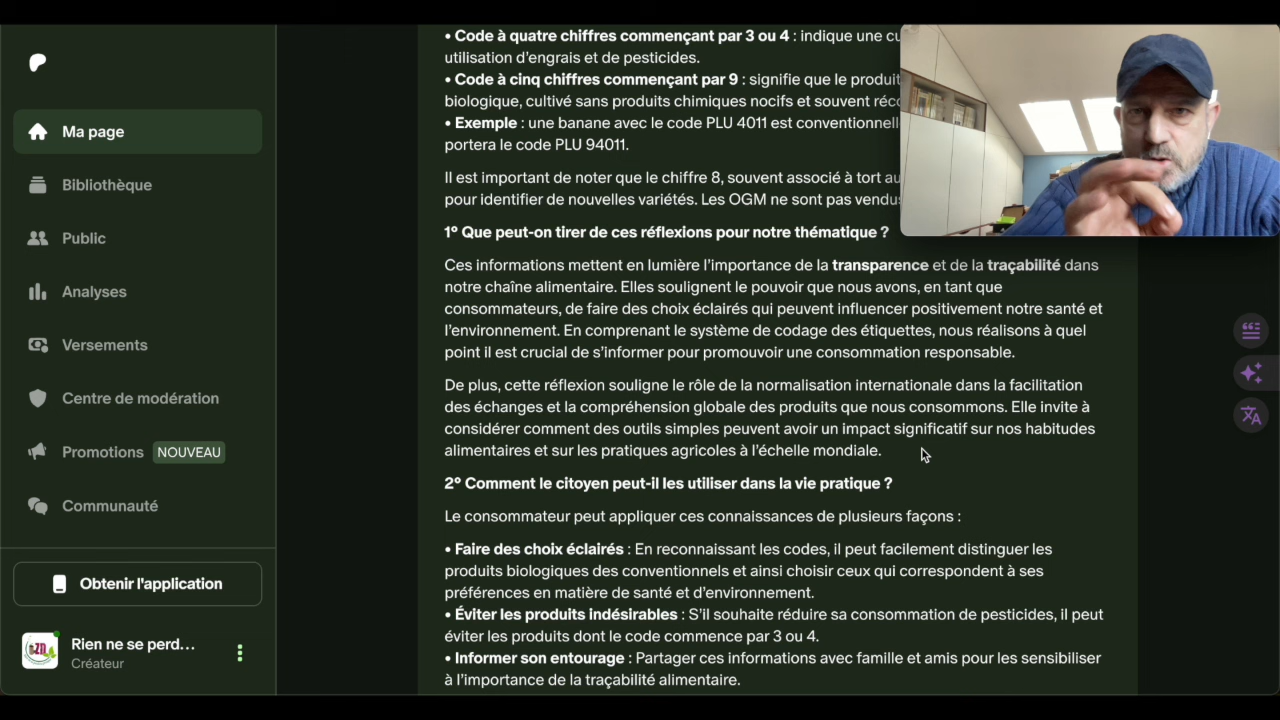 Ma page
Bibliothèque
Public
Analyses
Versements
Centre de modération
Promotions NOUVEAU
Communauté
Obtenir l'application
Rien ne se perd...
Créateur
• Code à quatre chiffres commençant par 3 ou 4 : indique une
utilisation d'engrais et de pesticides.
• Code à cinq chiffres commençant par 9 : signifie que le produi
biologique, cultivé sans produits chimiques nocifs et souvent
• Exemple : une banane avec le code PLU 4011 est conventionnell
portera le code PLU 94011.
Il est important de noter que le chiffre 8, souvent associé à tort au
pour identifier de nouvelles variétés. Les OGM ne sont pas vendus
1° Que peut-on tirer de ces réflexions pour notre thématique ?
Ces informations mettent en lumière l'importance de la transparence et de la traçabilité dans
notre chaîne alimentaire. Elles soulignent le pouvoir que nous avons, en tant que
consommateurs, de faire des choix éclairés qui peuvent influencer positivement notre santé et
l'environnement. En comprenant le système de codage des étiquettes, nous réalisons à quel
point il est crucial de s'informer pour promouvoir une consommation responsable.
De plus, cette réflexion souligne le rôle de la normalisation internationale dans la facilitation
des échanges et la compréhension globale des produits que nous consommons. Elle invite à
considérer comment des outils simples peuvent avoir un impact significatif sur nos habitudes
alimentaires et sur les pratiques agricoles à l'échelle mondiale.
2° Comment le citoyen peut-il les utiliser dans la vie pratique ?
Le consommateur peut appliquer ces connaissances de plusieurs façons :
• Faire des choix éclairés : En reconnaissant les codes, il peut facilement distinguer les
produits biologiques des conventionnels et ainsi choisir ceux qui correspondent à ses
préférences en matière de santé et d'environnement.
• Éviter les produits indésirables : S'il souhaite réduire sa consommation de pesticides, il peut
éviter les produits dont le code commence par 3 ou 4.
• Informer son entourage : Partager ces informations avec famille et amis pour les sensibiliser
à l'importance de la traçabilité alimentaire.